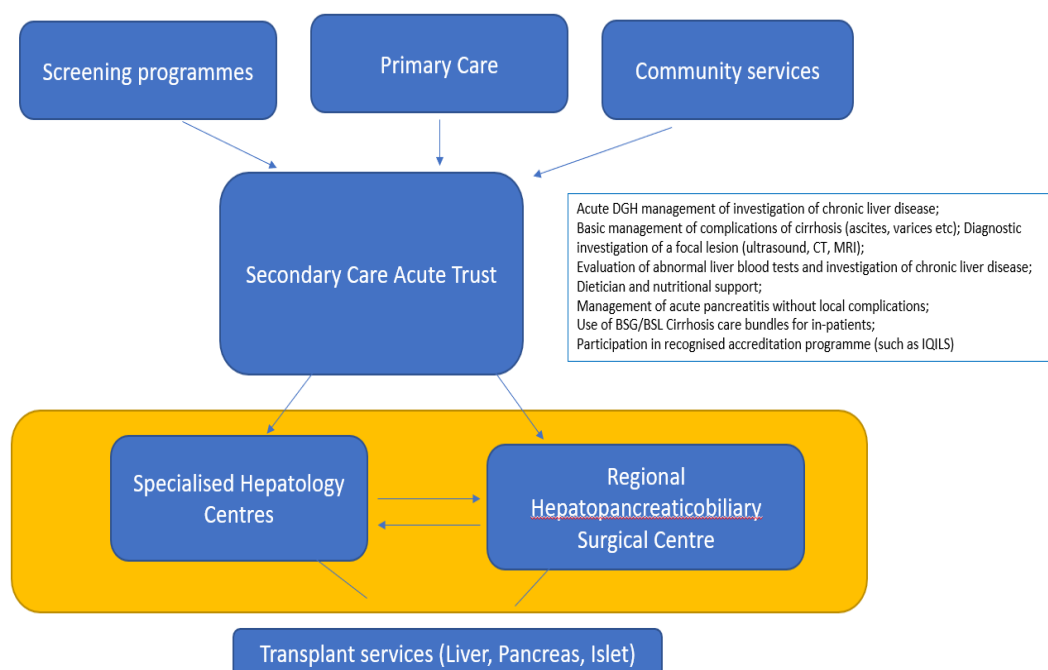 Screening programmes
Primary Care
Community services
Secondary Care Acute Trust
Acute DGH management of investigation of chronic liver disease;
Basic management of complications of cirrhosis (ascites, varices etc); Diagnostic
investigation of a focal lesion (ultrasound, CT, MRI);
Evaluation of abnormal liver blood tests and investigation of chronic liver disease;
Dietician and nutritional support;
Management of acute pancreatitis without local complications;
Use of BSG/BSL Cirrhosis care bundles for in-patients;
Participation in recognised accreditation programme (such as IQILS)
Specialised Hepatology
Centres
Regional
Hepatopancreaticobiliary
Surgical Centre
Transplant services (Liver, Pancreas, Islet)